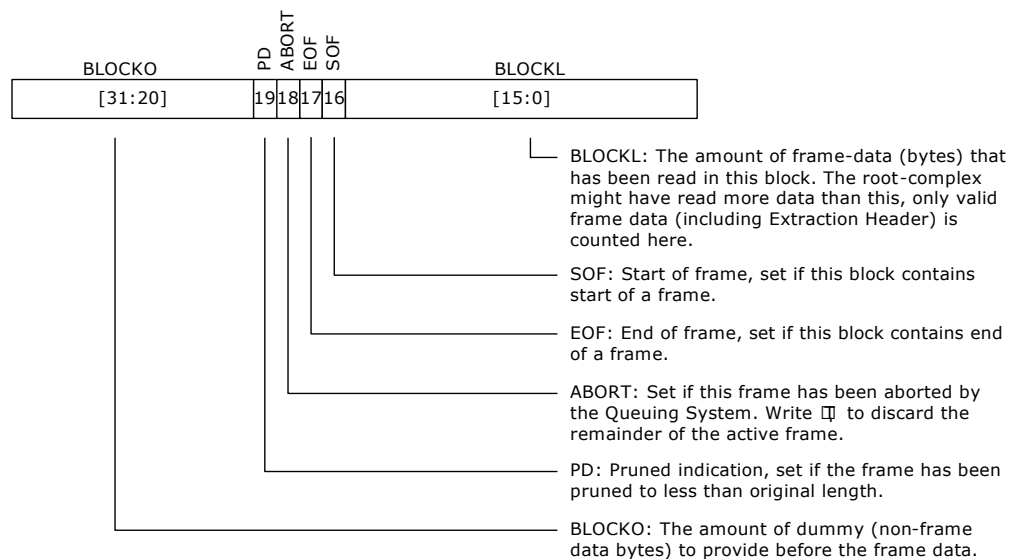 BLOCKO PD ABORT EOF SOF BLOCKL
[31:20] 19 18 17 16 [15:0]
BLOCKL: The amount of frame-data (bytes) that
has been read in this block. The root-complex
might have read more data than this, only valid
frame data (including Extraction Header) is
counted here.
SOF: Start of frame, set if this block contains
start of a frame.
EOF: End of frame, set if this block contains end
of a frame.
ABORT: Set if this frame has been aborted by
the Queuing System. Write to discard the
remainder of the active frame.
PD: Pruned indication, set if the frame has been
pruned to less than original length.
BLOCKO: The amount of dummy (non-frame
data bytes) to provide before the frame data.